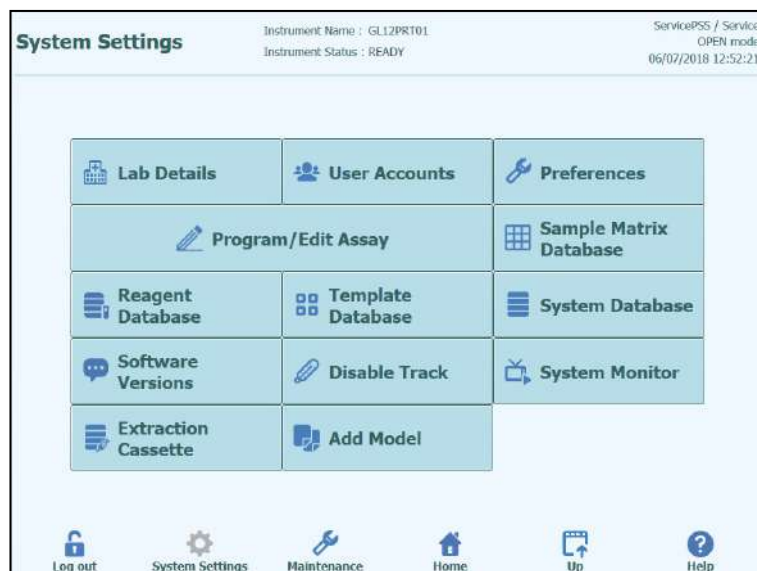 System Settings
Instrument Name : GL12PRT01
Instrument Status : READY
ServicePSS / Service
OPEN mode
06/07/2018 12:52:21
Lab Details
User Accounts
Preferences
Program/Edit Assay
Sample Matrix
Database
Reagent
Database
Template
Database
System Database
Software
Versions
Disable Track
System Monitor
Extraction
Cassette
Add Model
Log out
System Settings
Maintenance
Home
Up
Help